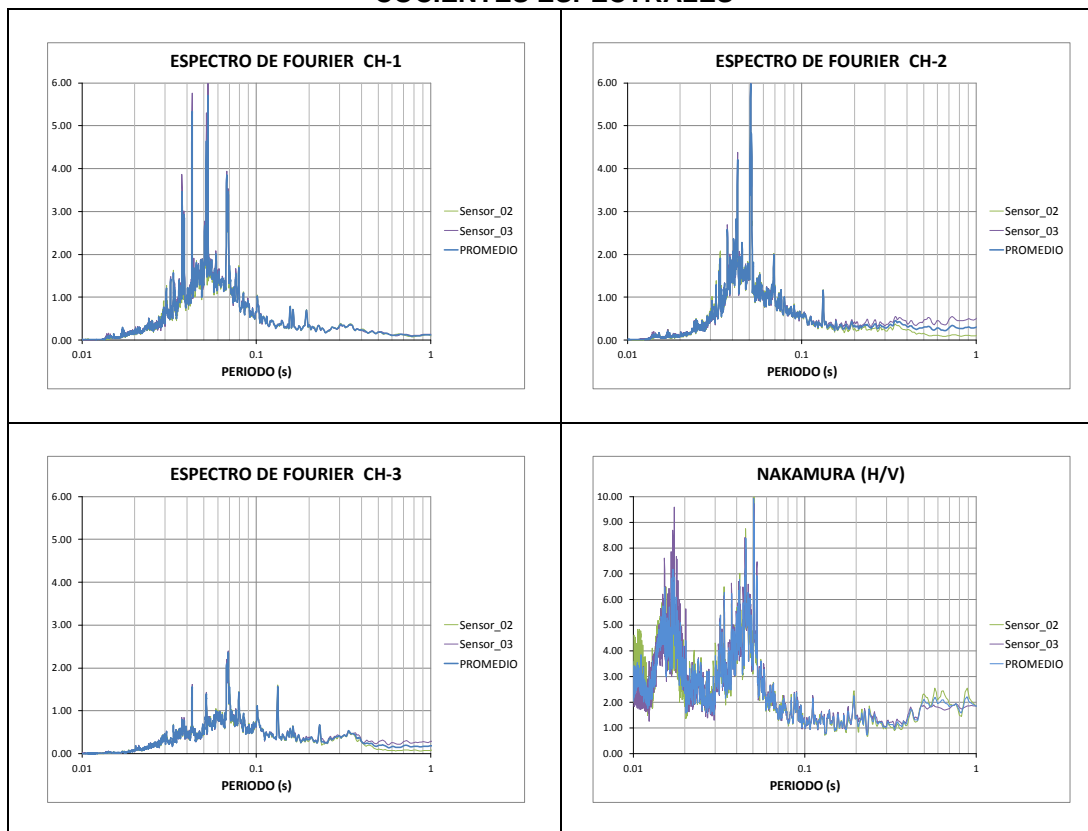 COCIENTES ESPECTRALES
ESPECTRO DE FOURIER CH-1
6.00
5.00
4.00
3.00
2.00
1.00
0.00
0.01 0.1 1
PERIODO (s)
Sensor_02
Sensor_03
PROMEDIO
ESPECTRO DE FOURIER CH-2
6.00
5.00
4.00
3.00
2.00
1.00
0.00
0.01 0.1 1
PERIODO (s)
Sensor_02
Sensor_03
PROMEDIO
ESPECTRO DE FOURIER CH-3
6.00
5.00
4.00
3.00
2.00
1.00
0.00
0.01 0.1 1
PERIODO (s)
Sensor_02
Sensor_03
PROMEDIO
NAKAMURA (H/V)
10.00
9.00
8.00
7.00
6.00
5.00
4.00
3.00
2.00
1.00
0.00
0.01 0.1 1
PERIODO (s)
Sensor_02
Sensor_03
PROMEDIO